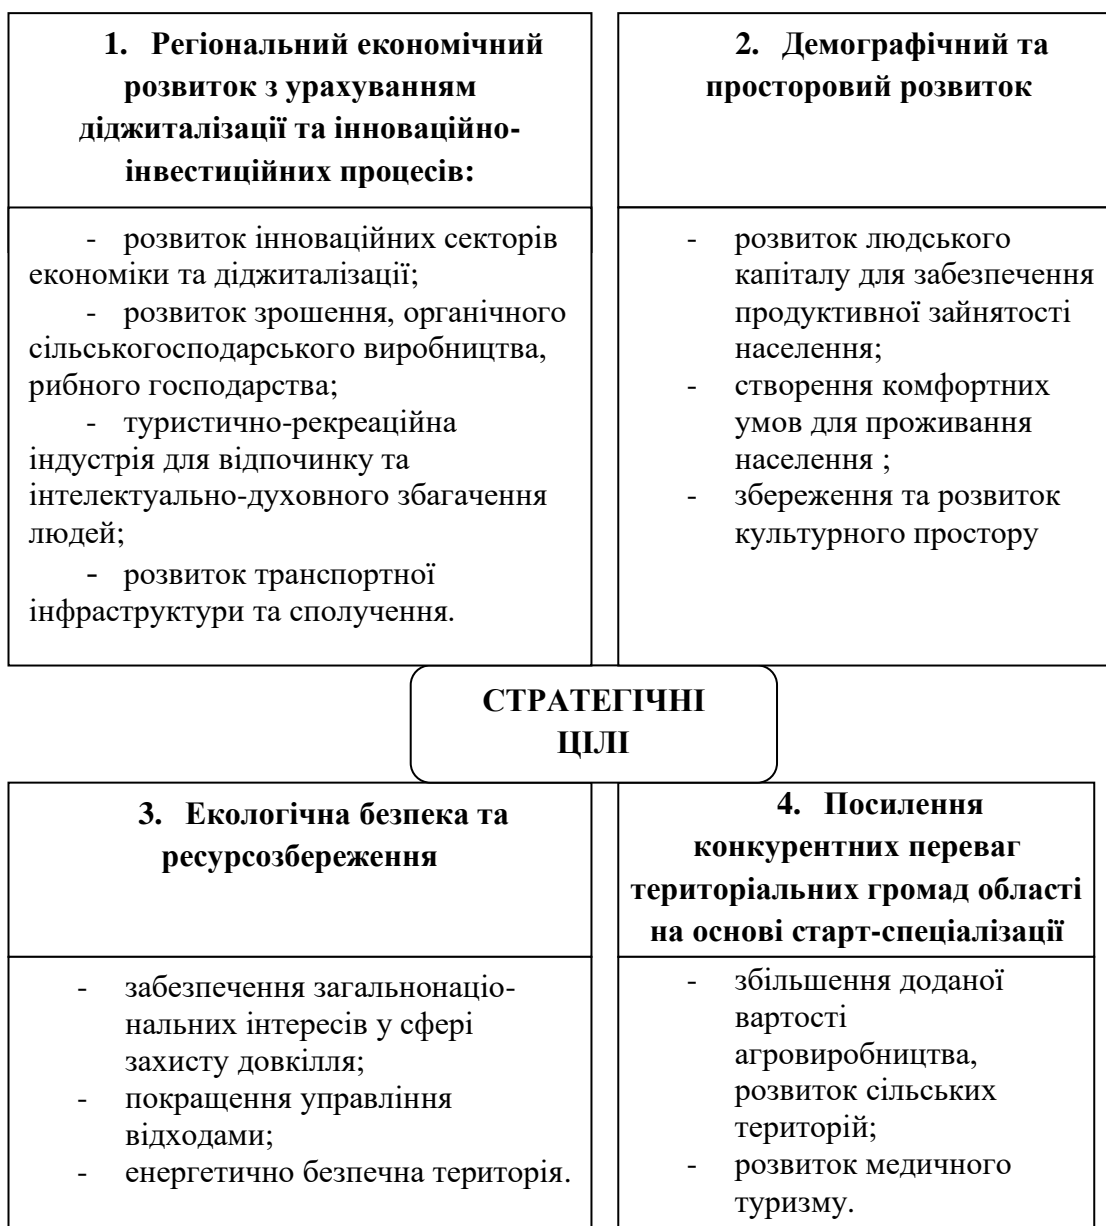 1. Регіональний економічний
розвиток з урахуванням
діджиталізації та інноваційно-
інвестиційних процесів:
- розвиток інноваційних секторів
економіки та діджиталізації;
- розвиток зрошення, органічного
сільськогосподарського виробництва,
рибного господарства;
- туристично-рекреаційна
індустрія для відпочинку та
інтелектуально-духовного збагачення
людей;
- розвиток транспортної
інфраструктури та сполучення.
2. Демографічний та
просторовий розвиток
- розвиток людського
капіталу для забезпечення
продуктивної зайнятості
населення;
- створення комфортних
умов для проживання
населення ;
- збереження та розвиток
культурного простору
СТРАТЕГІЧНІ
ЦІЛІ
3. Екологічна безпека та
ресурсозбереження
- забезпечення загальнонаціо-
нальних інтересів у сфері
захисту довкілля;
- покращення управління
відходами;
- енергетично безпечна територія.
4. Посилення
конкурентних переваг
територіальних громад області
на основі старт-спеціалізації
- збільшення доданої
вартості
агровиробництва,
розвиток сільських
територій;
- розвиток медичного
туризму.